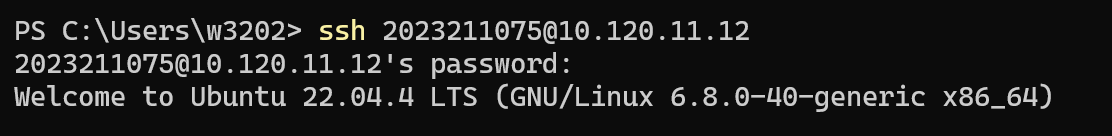 PS C:\Users\w3202> ssh 2023211075@10.120.11.12
2023211075@10.120.11.12's password:
Welcome to Ubuntu 22.04.4 LTS (GNU/Linux 6.8.0-40-generic x86_64)